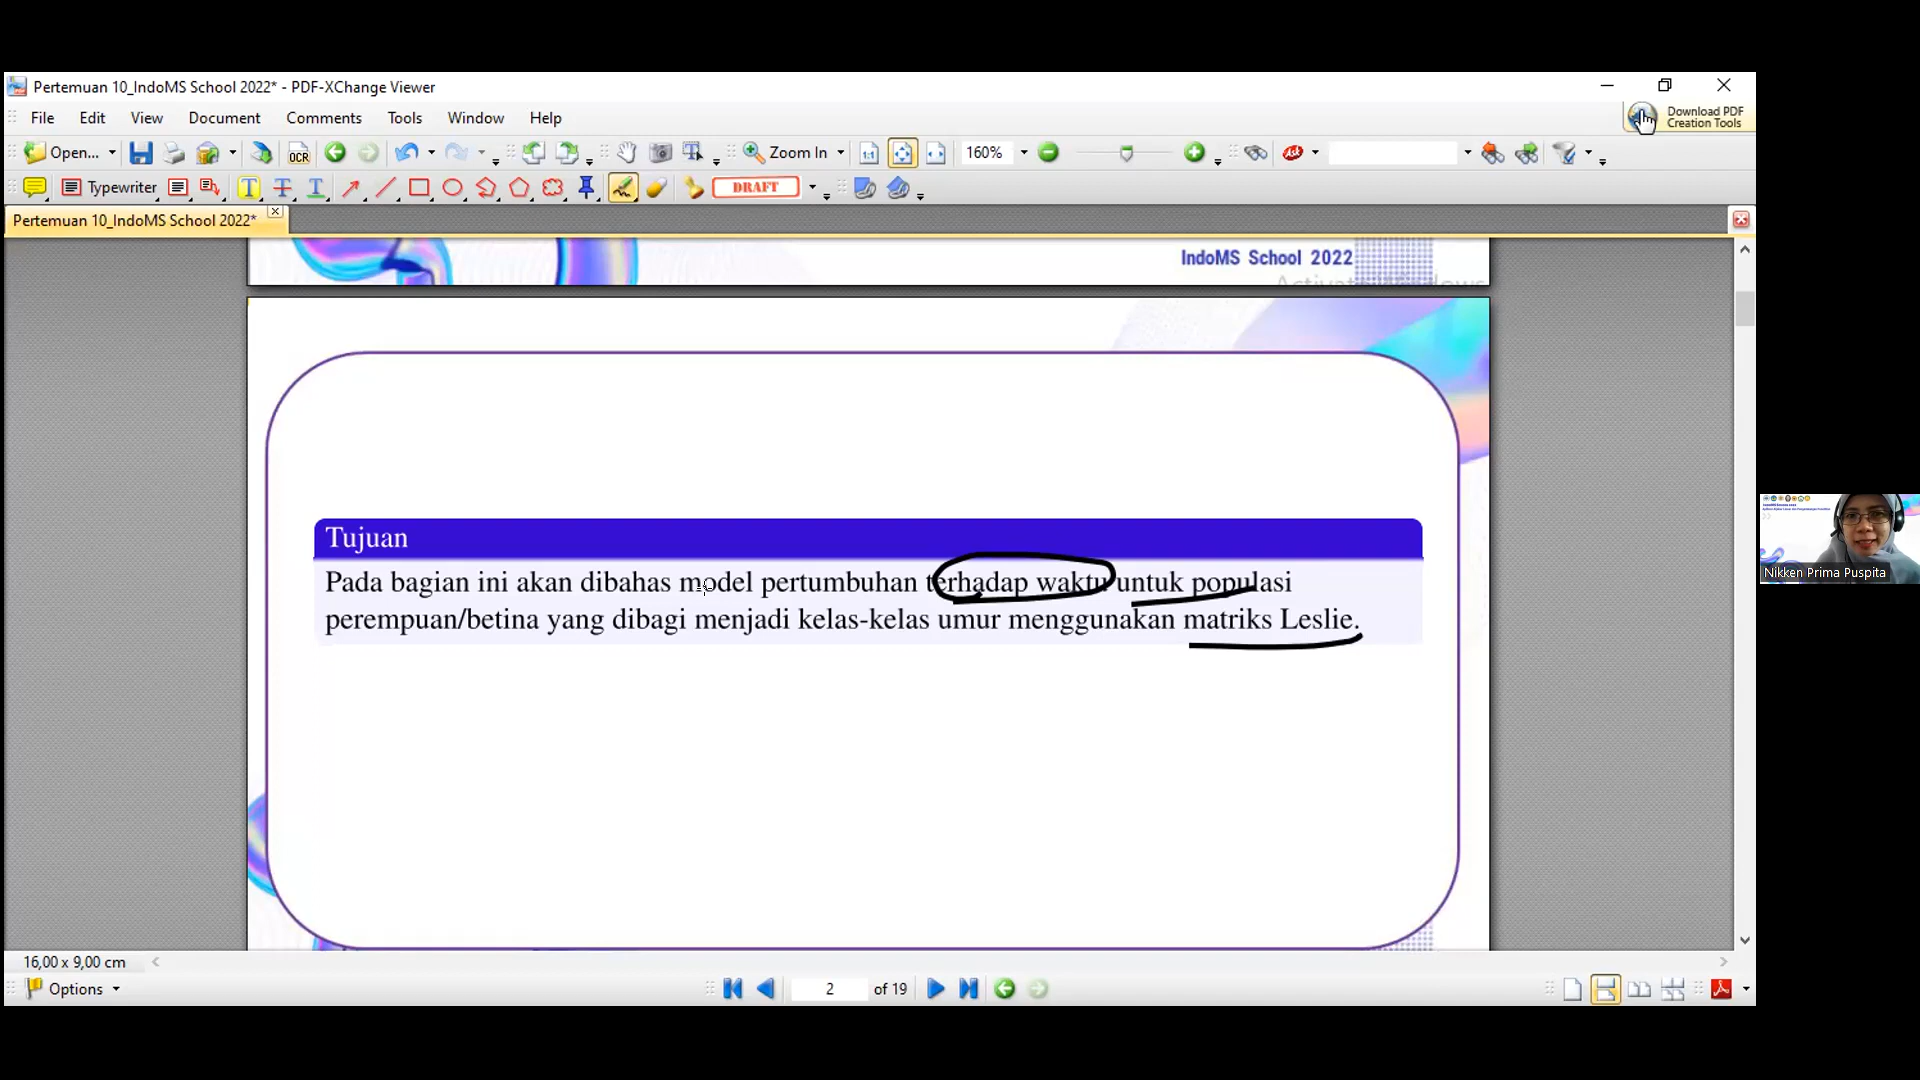 Pertemuan 10_IndoMS School 2022* - PDF-XChange Viewer
File Edit View Document Comments Tools Window Help
Download PDF
Creation Tools
Open... OCR Zoom In 160%
Typewriter DRAFT
Pertemuan 10_IndoMS School 2022*
IndoMS School 2022
Tujuan
Pada bagian ini akan dibahas model pertumbuhan terhadap waktu untuk populasi
perempuan/betina yang dibagi menjadi kelas-kelas umur menggunakan matriks Leslie.
Nikken Prima Puspita
16,00 x 9,00 cm
Options 2 of 19